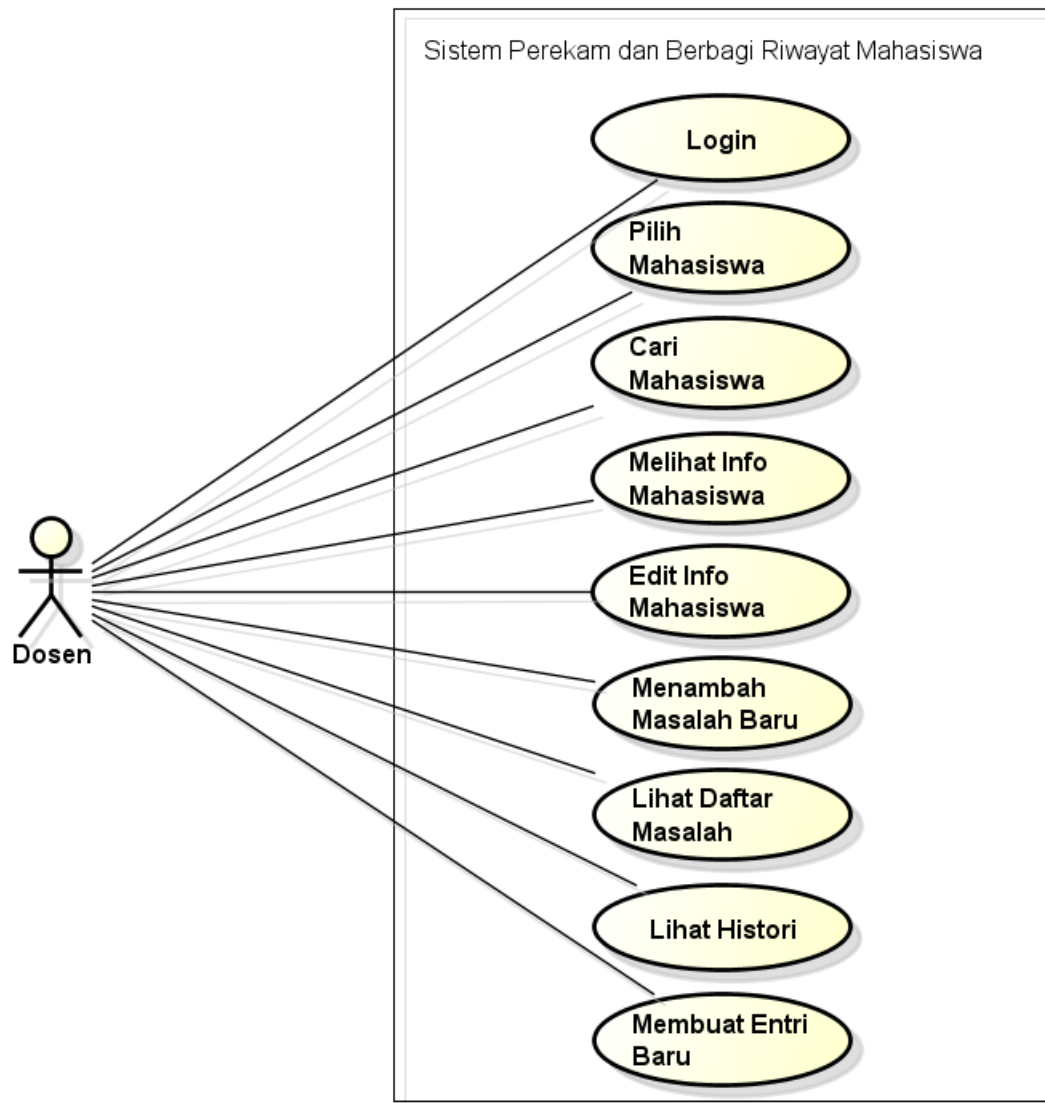 Sistem Perekam dan Berbagi Riwayat Mahasiswa
Login
Pilih
Mahasiswa
Cari
Mahasiswa
Melihat Info
Mahasiswa
Edit Info
Mahasiswa
Dosen
Menambah
Masalah Baru
Lihat Daftar
Masalah
Lihat Histori
Membuat Entri
Baru